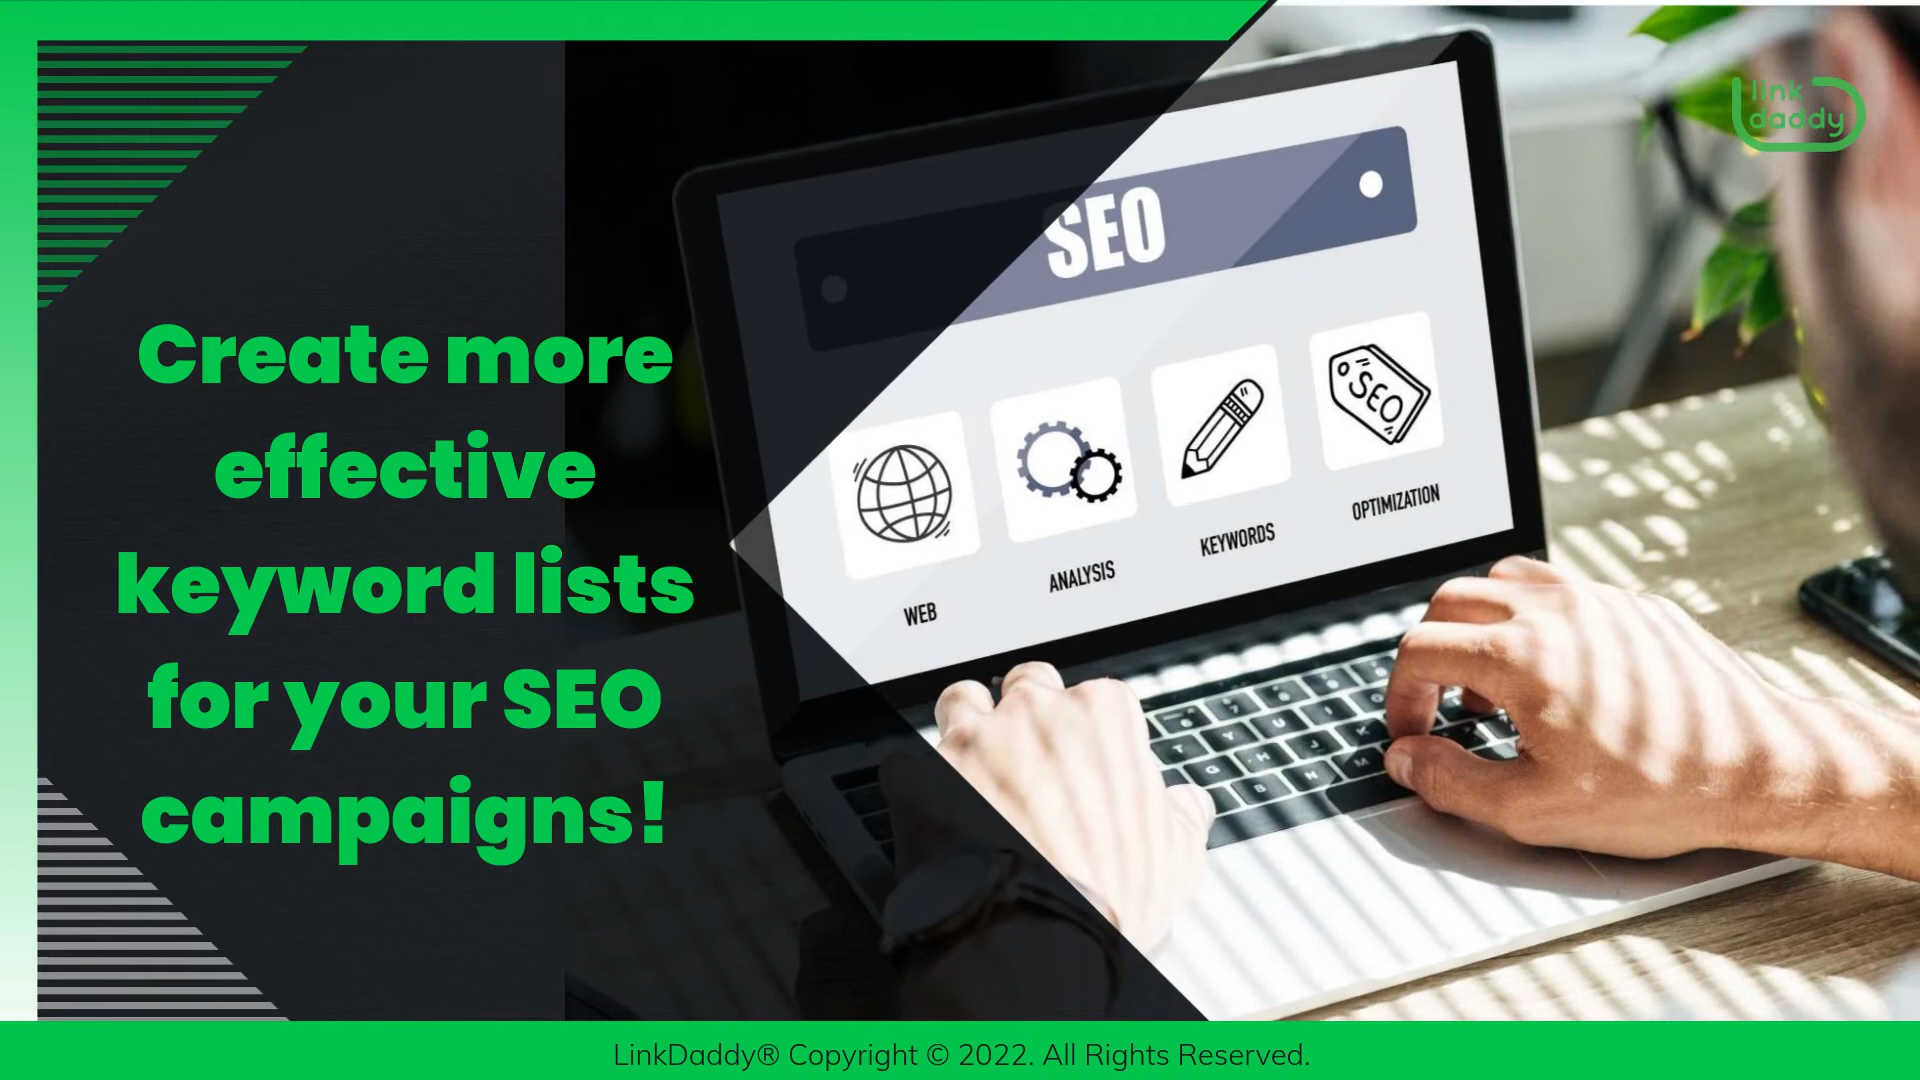 link
daddy
SEO
Create more
effective
keyword lists
for your SEO
campaigns!
SEO
WEB
ANALYSIS
KEYWORDS
OPTIMIZATION
LinkDaddy® Copyright © 2022. All Rights Reserved.